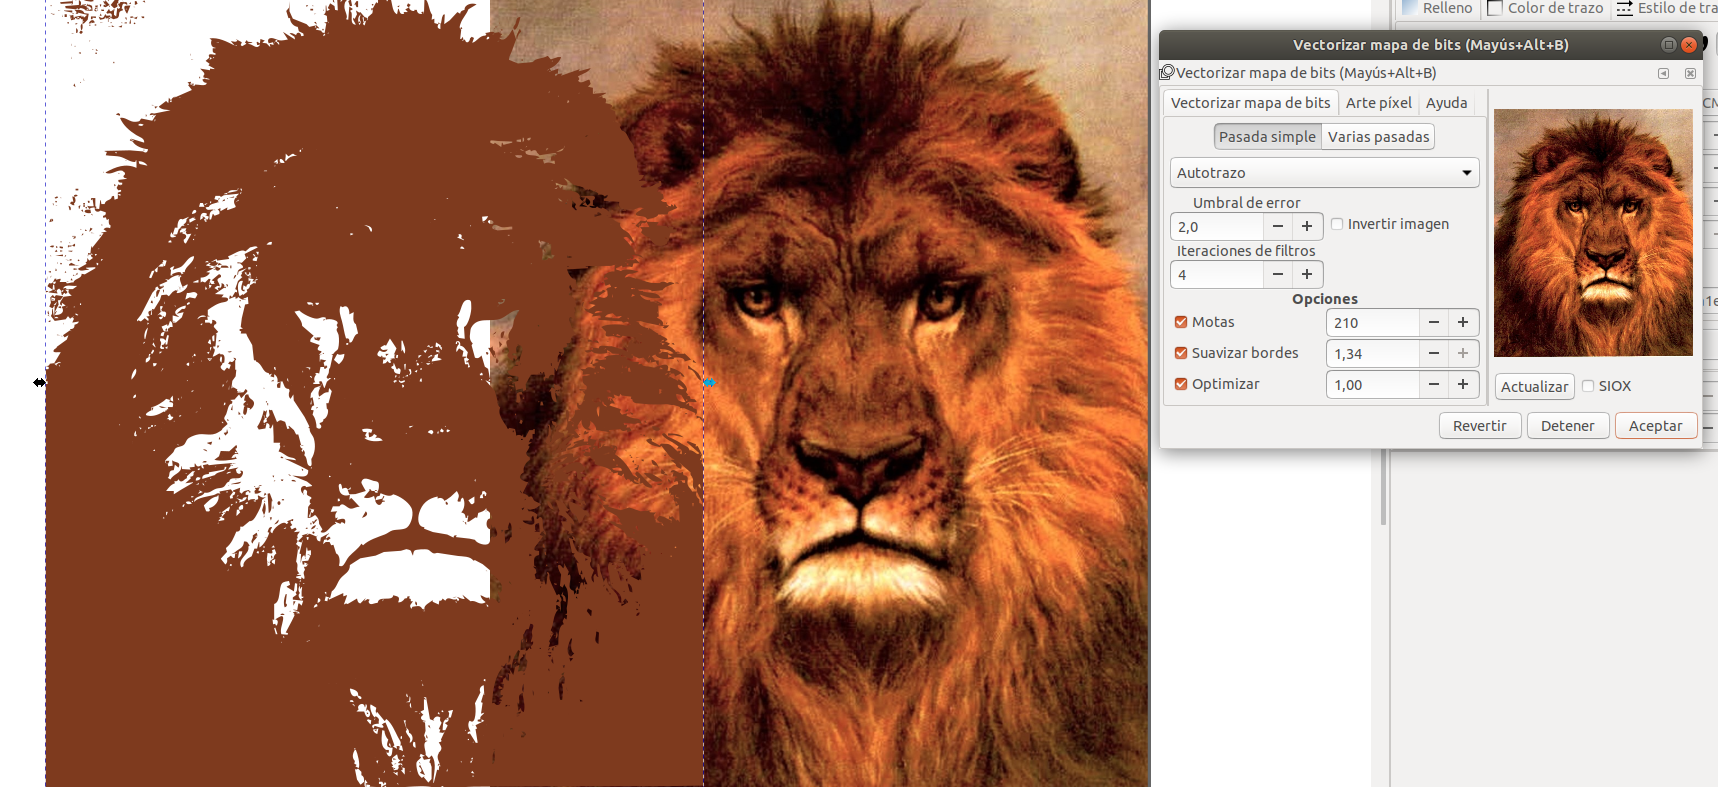 Relleno Color de trazo Estilo de tra
Vectorizar mapa de bits (Mayús+Alt+B)
Vectorizar mapa de bits (Mayús+Alt+B)
Vectorizar mapa de bits Arte píxel Ayuda
Pasada simple Varias pasadas
Autotrazo
Umbral de error
2,0 Invertir imagen
Iteraciones de filtros
4
Opciones
Motas 210
Suavizar bordes 1,34
Optimizar 1,00
Actualizar SIOX
Revertir Detener Aceptar